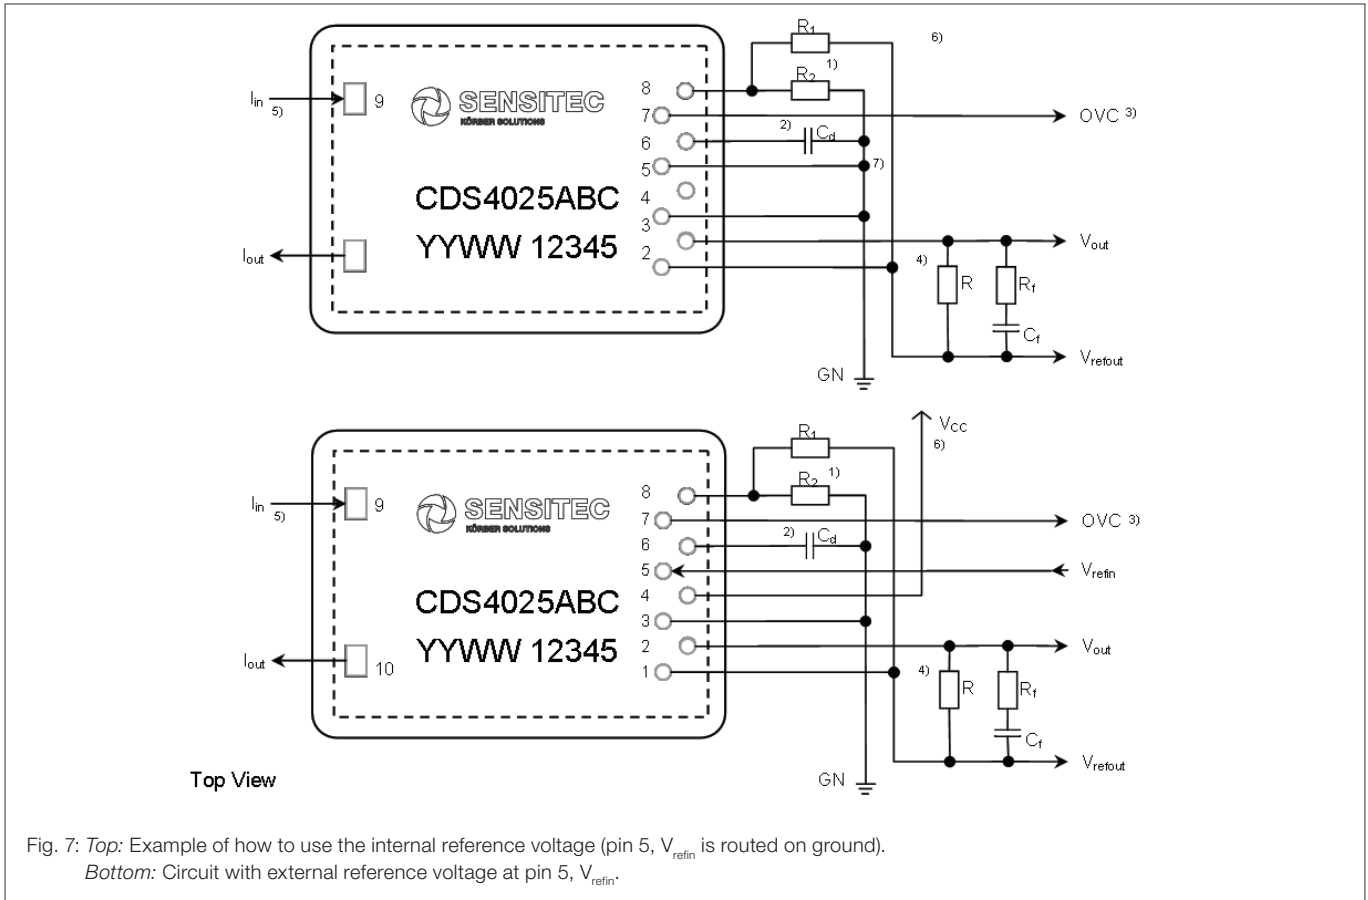 R1
6)
1)
R2
8
Iin 5)
9
SENSITEC
KÖRBER SOLUTIONS
7
OVC 3)
2)
Cd
6
5
7)
CDS4025ABC
4
3
YYWW 12345
Vout
Iout
2
4)
R
Rf
Cf
Vrefout
GN
VCC
6)
R1
1)
R2
8
Iin 5)
9
SENSITEC
KÖRBER SOLUTIONS
7
OVC 3)
2)
Cd
6
5
Vrefin
CDS4025ABC
4
3
YYWW 12345
2
Vout
Iout
10
1
4)
R
Rf
Cf
Vrefout
Top View
GN
Fig. 7: Top: Example of how to use the internal reference voltage (pin 5, Vrefin is routed on ground).
Bottom: Circuit with external reference voltage at pin 5, Vrefin.